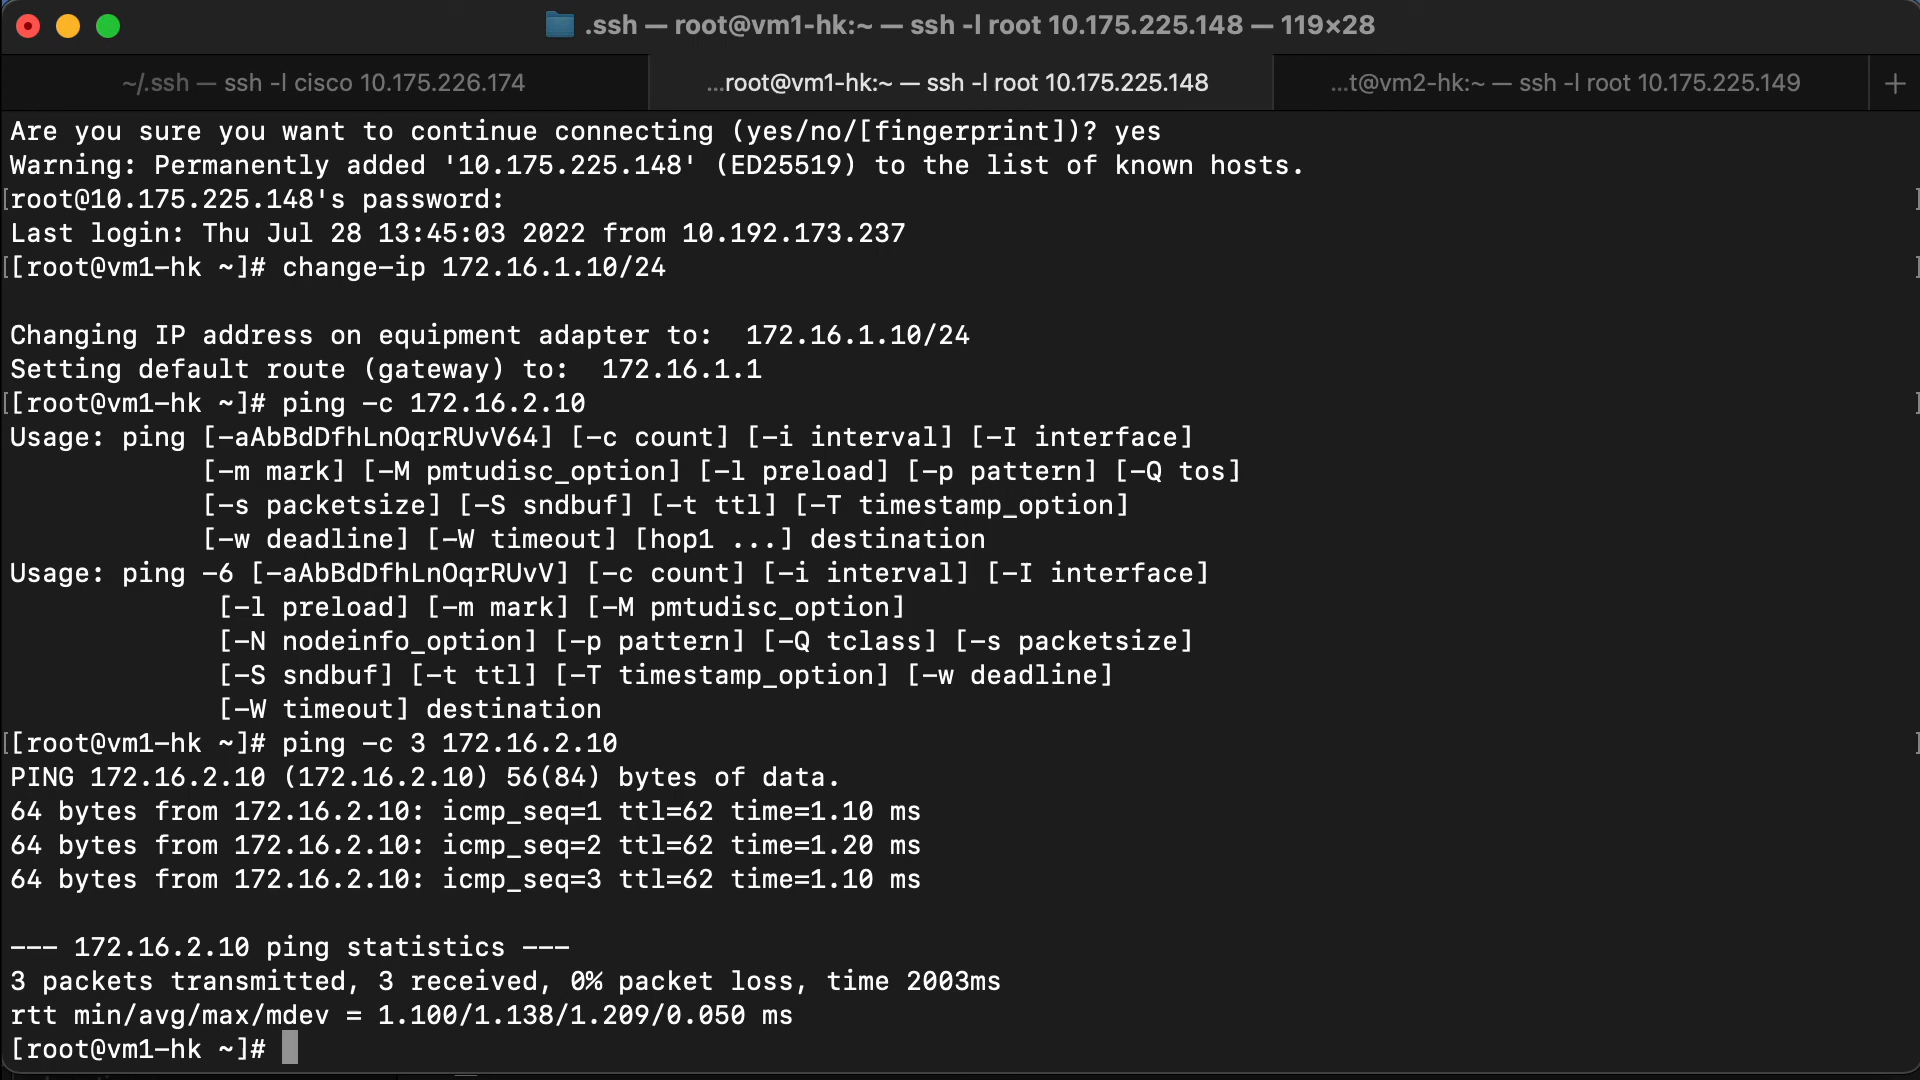 .ssh — root@vm1-hk:~ — ssh -l root 10.175.225.148 — 119×28
~/.ssh — ssh -l cisco 10.175.226.174
...root@vm1-hk:~ — ssh -l root 10.175.225.148
...t@vm2-hk:~ — ssh -l root 10.175.225.149
+
Are you sure you want to continue connecting (yes/no/[fingerprint])? yes
Warning: Permanently added '10.175.225.148' (ED25519) to the list of known hosts.
[root@10.175.225.148's password: ]
Last login: Thu Jul 28 13:45:03 2022 from 10.192.173.237
[[root@vm1-hk ~]# change-ip 172.16.1.10/24 ]
Changing IP address on equipment adapter to:  172.16.1.10/24
Setting default route (gateway) to:  172.16.1.1
[[root@vm1-hk ~]# ping -c 172.16.2.10 ]
Usage: ping [-aAbBdDfhLnOqrRUvV64] [-c count] [-i interval] [-I interface]
            [-m mark] [-M pmtudisc_option] [-l preload] [-p pattern] [-Q tos]
            [-s packetsize] [-S sndbuf] [-t ttl] [-T timestamp_option]
            [-w deadline] [-W timeout] [hop1 ...] destination
Usage: ping -6 [-aAbBdDfhLnOqrRUvV] [-c count] [-i interval] [-I interface]
             [-l preload] [-m mark] [-M pmtudisc_option]
             [-N nodeinfo_option] [-p pattern] [-Q tclass] [-s packetsize]
             [-S sndbuf] [-t ttl] [-T timestamp_option] [-w deadline]
             [-W timeout] destination
[[root@vm1-hk ~]# ping -c 3 172.16.2.10 ]
PING 172.16.2.10 (172.16.2.10) 56(84) bytes of data.
64 bytes from 172.16.2.10: icmp_seq=1 ttl=62 time=1.10 ms
64 bytes from 172.16.2.10: icmp_seq=2 ttl=62 time=1.20 ms
64 bytes from 172.16.2.10: icmp_seq=3 ttl=62 time=1.10 ms
--- 172.16.2.10 ping statistics ---
3 packets transmitted, 3 received, 0% packet loss, time 2003ms
rtt min/avg/max/mdev = 1.100/1.138/1.209/0.050 ms
[root@vm1-hk ~]#